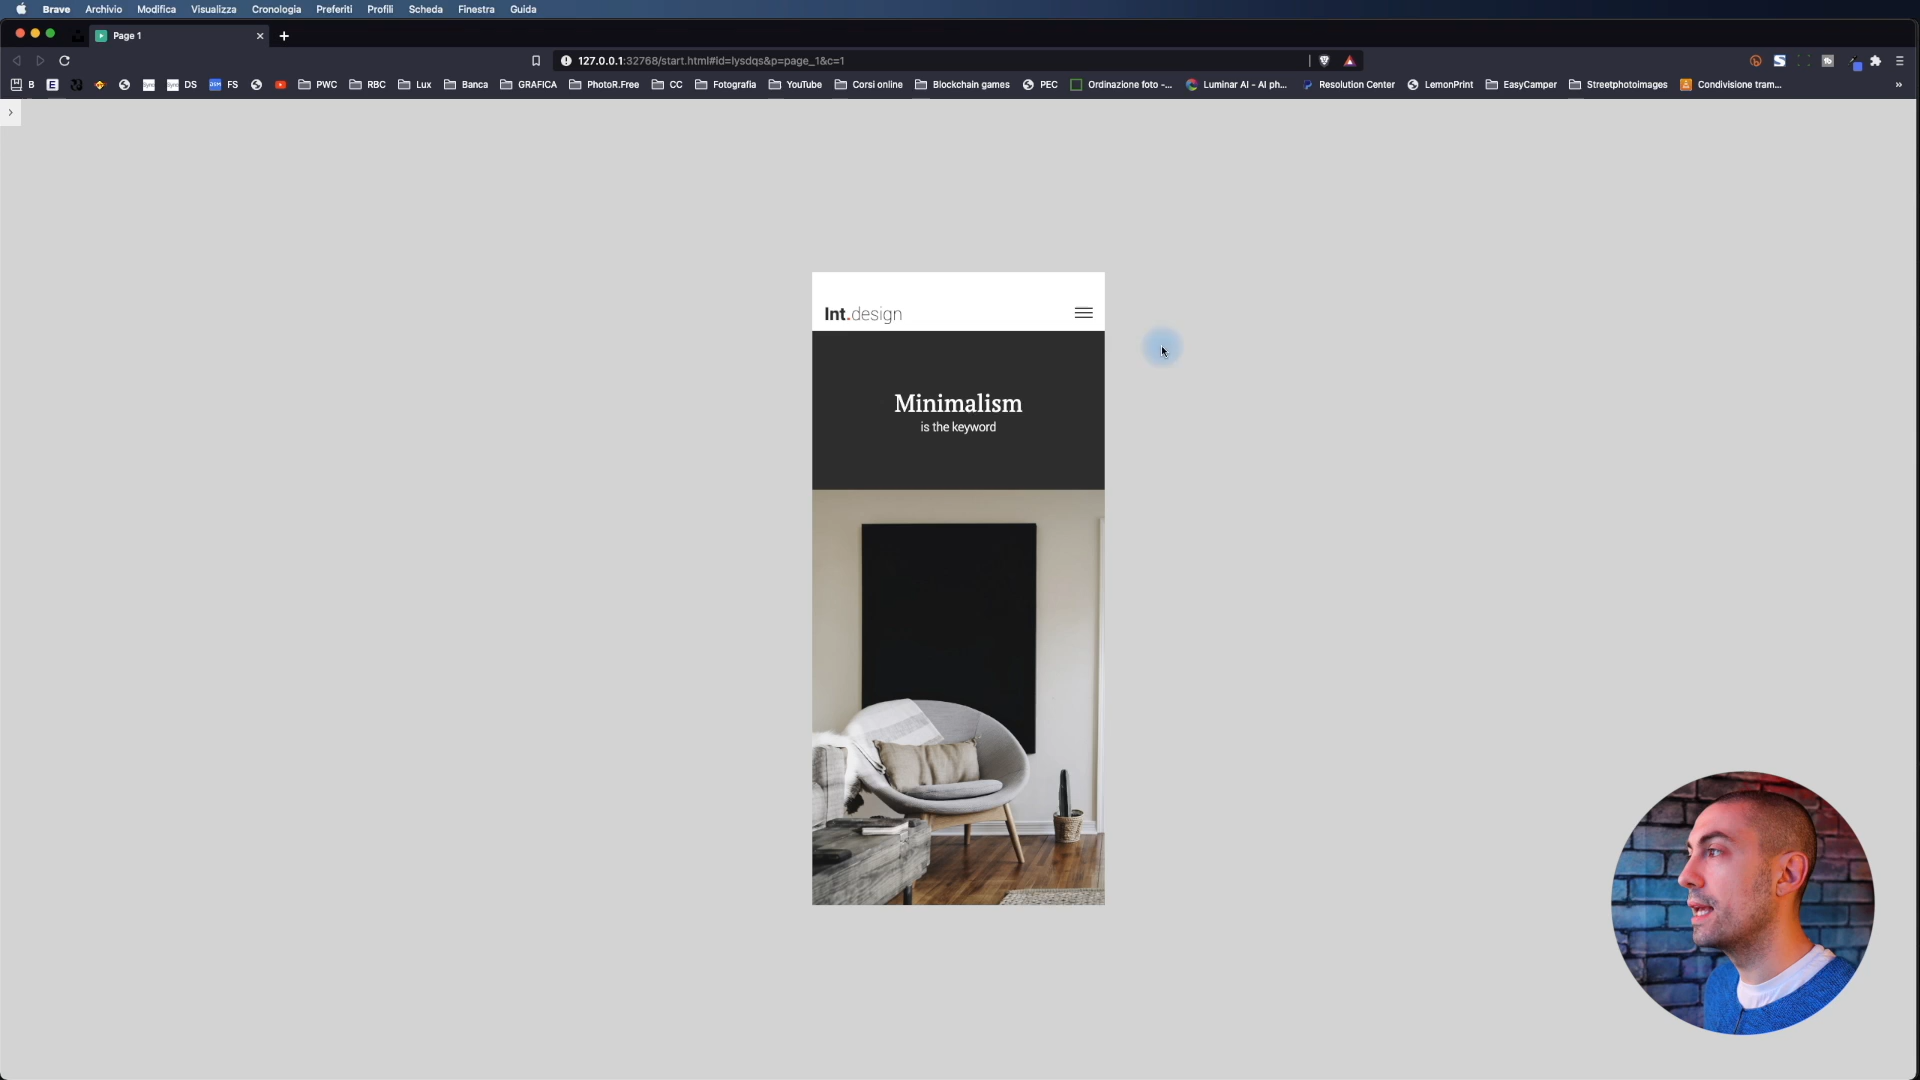 Brave Archivio Modifica Visualizza Cronologia Preferiti Profili Scheda Finestra Guida
Page 1
127.0.0.1:32768/start.html#id=lysdqs&p=page_1&c=1
B E DS FS PWC RBC Lux Banca GRAFICA PhotoR.Free CC Fotografia YouTube Corsi online Blockchain games PEC Ordinazione foto -... Luminar AI - AI ph... Resolution Center LemonPrint EasyCamper Streetphotoimages Condivisione tram... »
Int.design
Minimalism
is the keyword